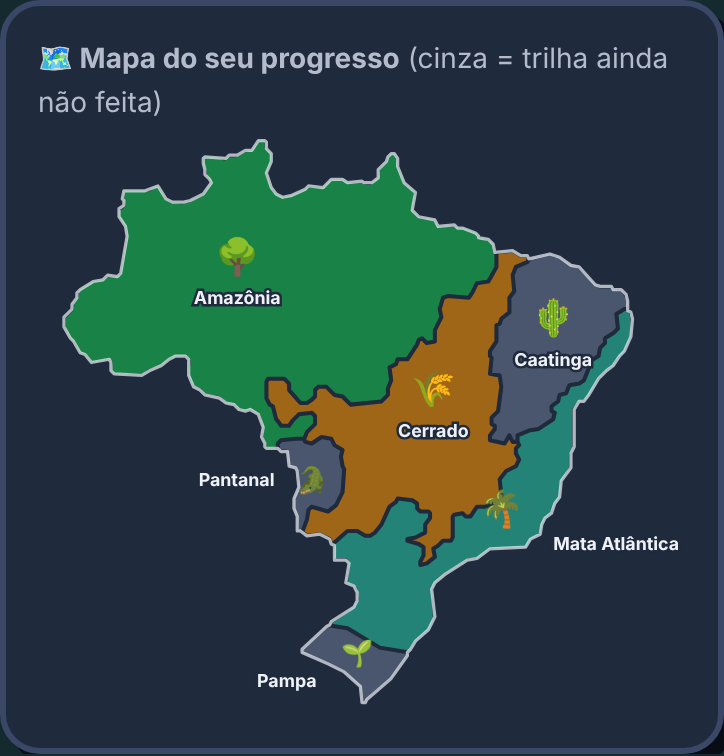 🗺️ Mapa do seu progresso (cinza = trilha ainda
não feita)
Amazônia
Caatinga
Cerrado
Pantanal
Mata Atlântica
Pampa